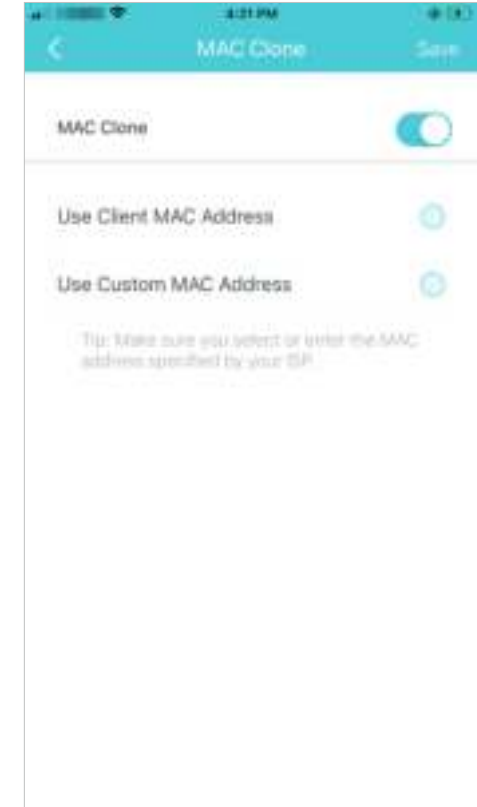 4:21 PM
MAC Clone
Save
MAC Clone
Use Client MAC Address
Use Custom MAC Address
Tip: Make sure you select or enter the MAC
address specified by your ISP.